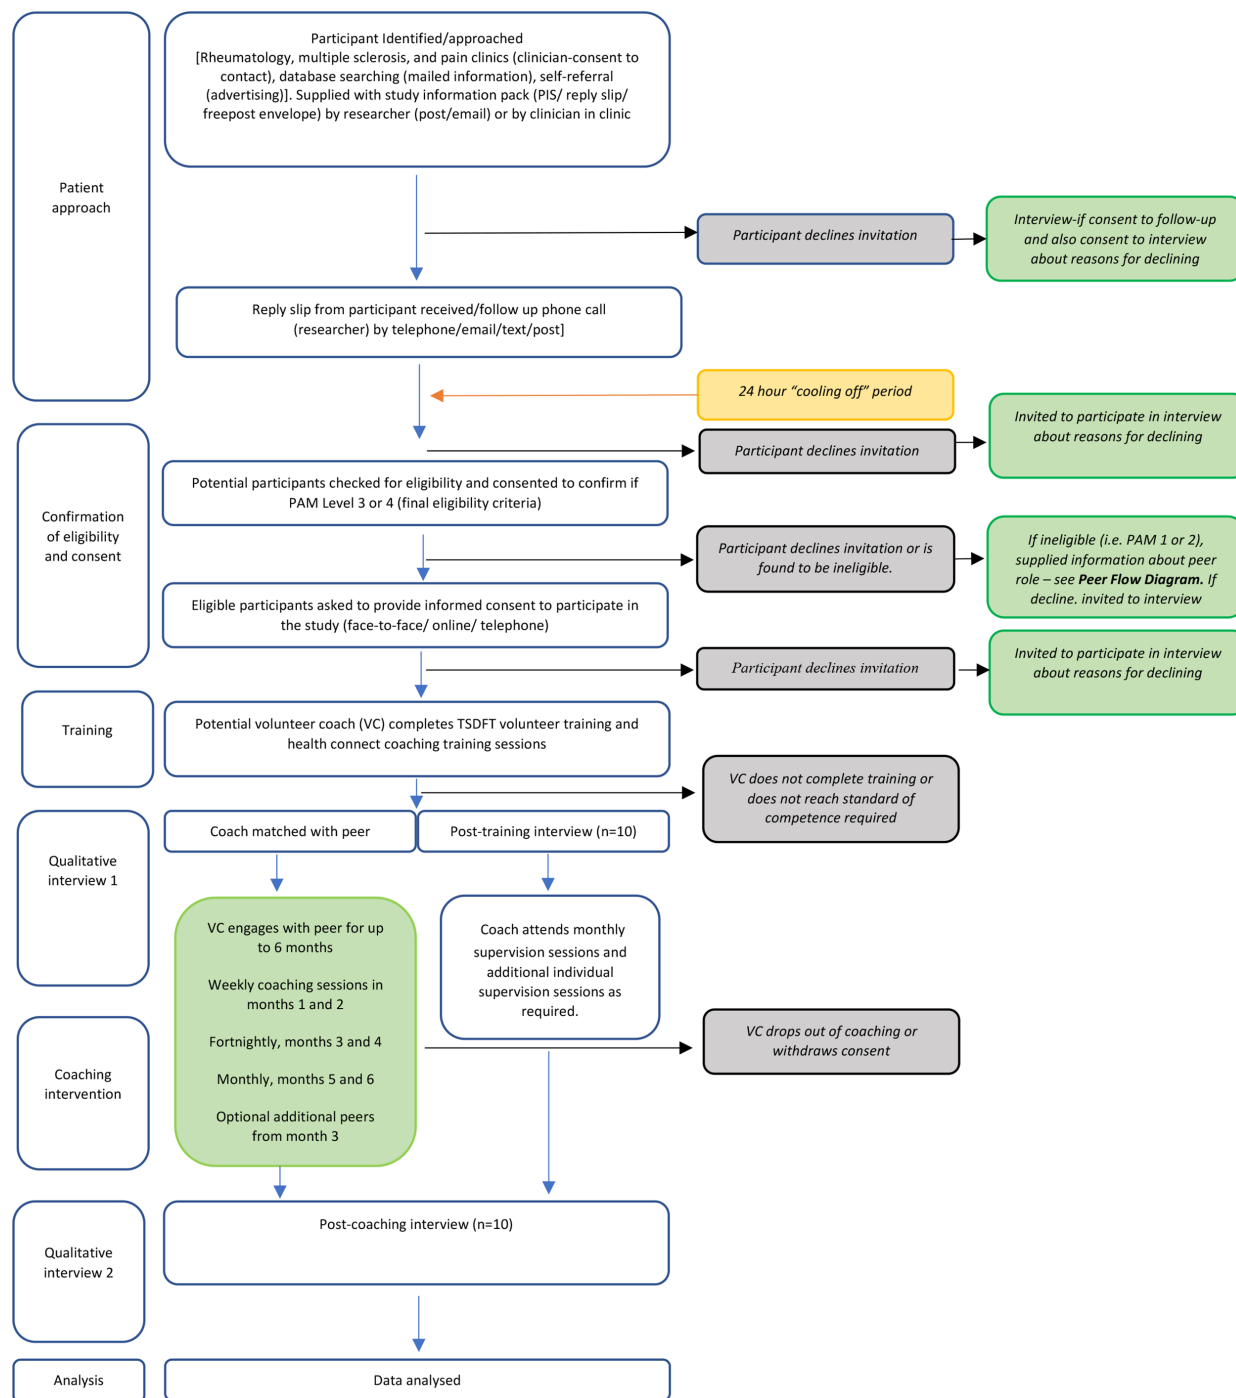 Patient
approach
Participant Identified/approached
[Rheumatology, multiple sclerosis, and pain clinics (clinician-consent to
contact), database searching (mailed information), self-referral
(advertising)]. Supplied with study information pack (PIS/ reply slip/
freepost envelope) by researcher (post/email) or by clinician in clinic
Participant declines invitation
Interview-if consent to follow-up
and also consent to interview
about reasons for declining
Reply slip from participant received/follow up phone call
(researcher) by telephone/email/text/post]
24 hour “cooling off” period
Participant declines invitation
Invited to participate in interview
about reasons for declining
Confirmation
of eligibility
and consent
Potential participants checked for eligibility and consented to confirm if
PAM Level 3 or 4 (final eligibility criteria)
Participant declines invitation or is
found to be ineligible.
If ineligible (i.e. PAM 1 or 2),
supplied information about peer
role – see Peer Flow Diagram. If
decline. invited to interview
Eligible participants asked to provide informed consent to participate in
the study (face-to-face/ online/ telephone)
Participant declines invitation
Invited to participate in interview
about reasons for declining
Training
Potential volunteer coach (VC) completes TSDFT volunteer training and
health connect coaching training sessions
VC does not complete training or
does not reach standard of
competence required
Qualitative
interview 1
Coach matched with peer
Post-training interview (n=10)
VC engages with peer for up
to 6 months
Weekly coaching sessions in
months 1 and 2
Fortnightly, months 3 and 4
Monthly, months 5 and 6
Optional additional peers
from month 3
Coach attends monthly
supervision sessions and
additional individual
supervision sessions as
required.
Coaching
intervention
VC drops out of coaching or
withdraws consent
Qualitative
interview 2
Post-coaching interview (n=10)
Analysis
Data analysed